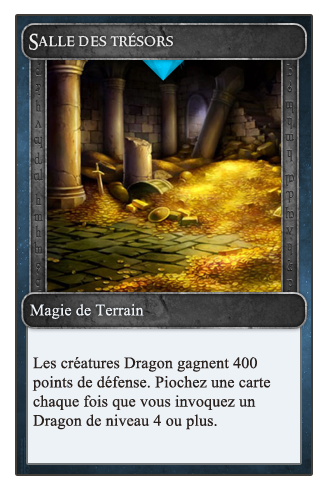 SALLE DES TRÉSORS
Magie de Terrain
Les créatures Dragon gagnent 400
points de défense. Piochez une carte
chaque fois que vous invoquez un
Dragon de niveau 4 ou plus.